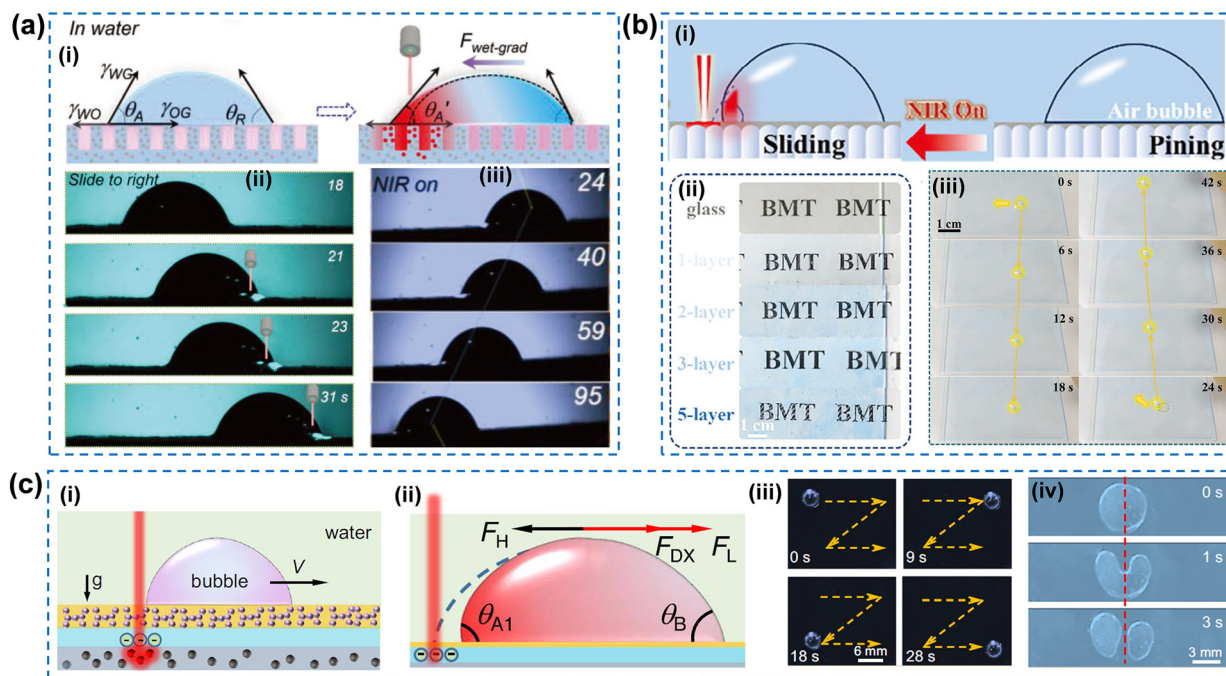 (a)
In water
(i)
γWG
γWO
θA
γOG
θR
Fwet-grad
θA'
Slide to right
(ii)
18
21
23
31 s
NIR on
(iii)
24
40
59
95
(b)
(i)
Air bubble
NIR On
Sliding
Pining
(ii)
glass
BMT BMT
1-layer
BMT BMT
2-layer
BMT BMT
3-layer
BMT BMT
5-layer
BMT BMT
1 cm
(iii)
0 s
1 cm
6 s
12 s
18 s
42 s
36 s
30 s
24 s
(c)
(i)
water
bubble
V
g
(ii)
FH
FDX
FL
θA1
θB
(iii)
0 s
9 s
18 s
6 mm
28 s
(iv)
0 s
1 s
3 s
3 mm